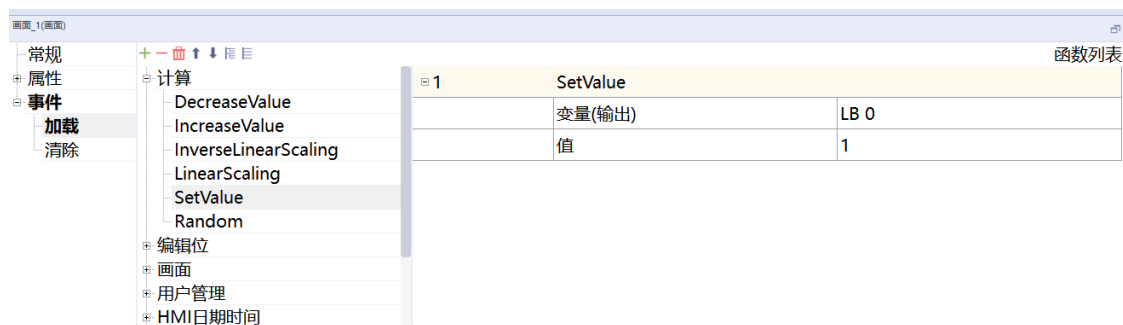 画面_1(画面)
常规
属性
事件
加载
清除
函数列表
计算
DecreaseValue
IncreaseValue
InverseLinearScaling
LinearScaling
SetValue
Random
编辑位
画面
用户管理
HMI日期时间
1 SetValue
变量(输出) LB 0
值 1